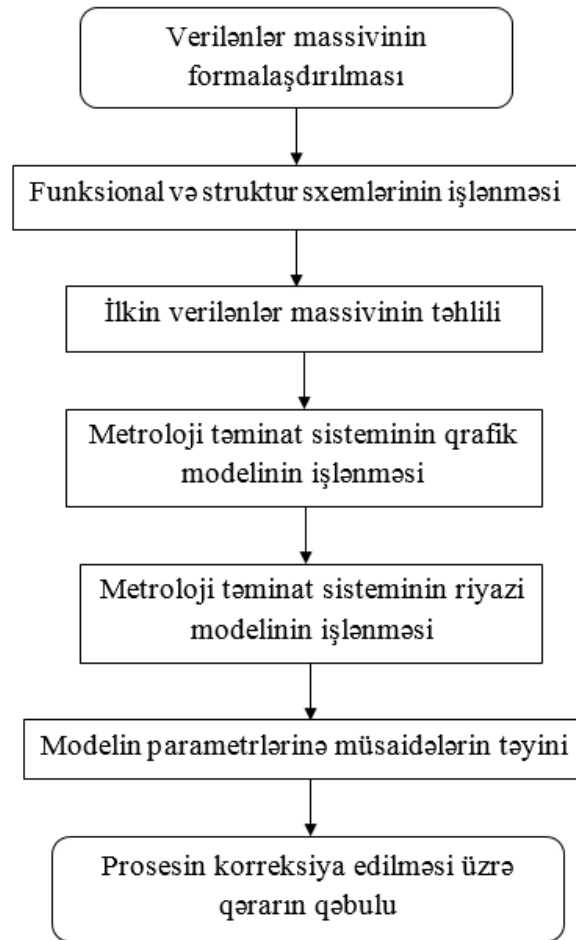 Verilənlər massivinin
formalaşdırılması
Funksional və struktur sxemlərinin işlənməsi
İlkin verilənlər massivinin təhlili
Metroloji təminat sisteminin qrafik
modelinin işlənməsi
Metroloji təminat sisteminin riyazi
modelinin işlənməsi
Modelin parametrlərinə müsaidələrin təyini
Prosesin korreksiya edilməsi üzrə
qərarın qəbulu